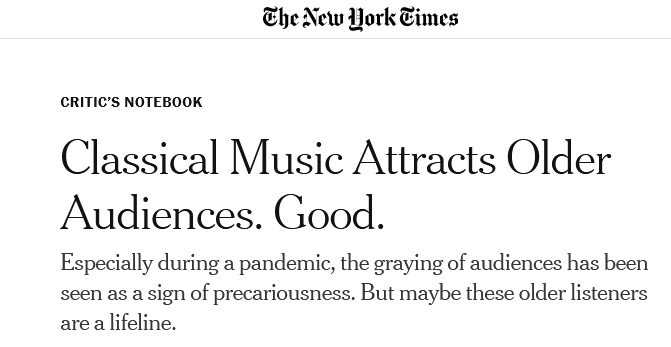 The New York Times
CRITIC'S NOTEBOOK
Classical Music Attracts Older
Audiences. Good.
Especially during a pandemic, the graying of audiences has been
seen as a sign of precariousness. But maybe these older listeners
are a lifeline.